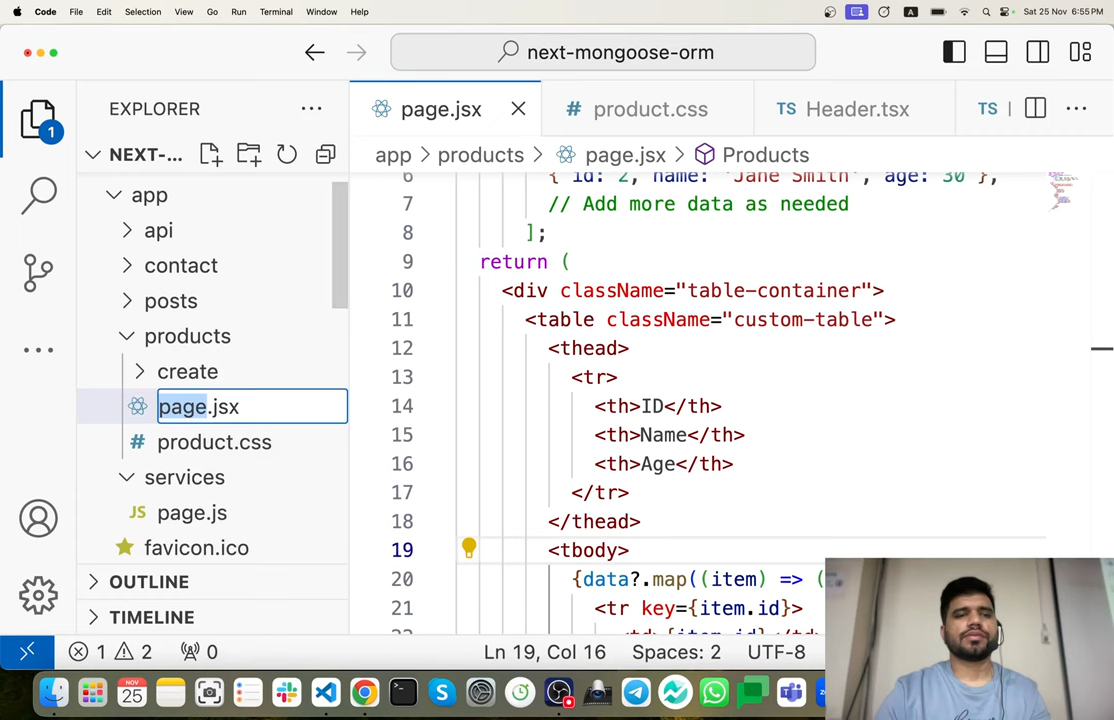 Code File Edit Selection View Go Run Terminal Window Help
A
Sat 25 Nov 6:55PM
next-mongoose-orm
1
EXPLORER
NEXT-...
app
api
contact
posts
products
create
page.jsx
product.css
services
JS page.js
favicon.ico
OUTLINE
TIMELINE
page.jsx
# product.css
TS Header.tsx
TS
app > products > page.jsx > Products
6 { id: 2, name: 'Jane Smith', age: 30 },
7 // Add more data as needed
8 ];
9 return (
10 <div className="table-container">
11 <table className="custom-table">
12 <thead>
13 <tr>
14 <th>ID</th>
15 <th>Name</th>
16 <th>Age</th>
17 </tr>
18 </thead>
19 <tbody>
20 {data?.map((item) => (
21 <tr key={item.id}>
1 2 0
Ln 19, Col 16 Spaces: 2 UTF-8
NOV
25